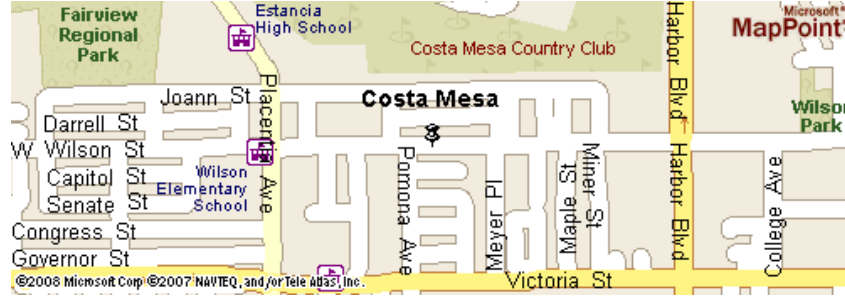 Fairview
Regional
Park
Estancia
High School
Costa Mesa Country Club
Harbor Blvd
Microsoft
MapPoint
Joann St
Placentia Ave
Costa Mesa
Wilson
Park
Darrell St
W Wilson St
Capitol St
Senate St
Wilson
Elementary
School
Congress St
Governor St
Pomona Ave
Meyer Pl
Maple St
Miner St
Harbor Blvd
College Ave
Victoria St
©2008 Microsoft Corp ©2007 NAVTEQ, and/or Tele Atlas, Inc.